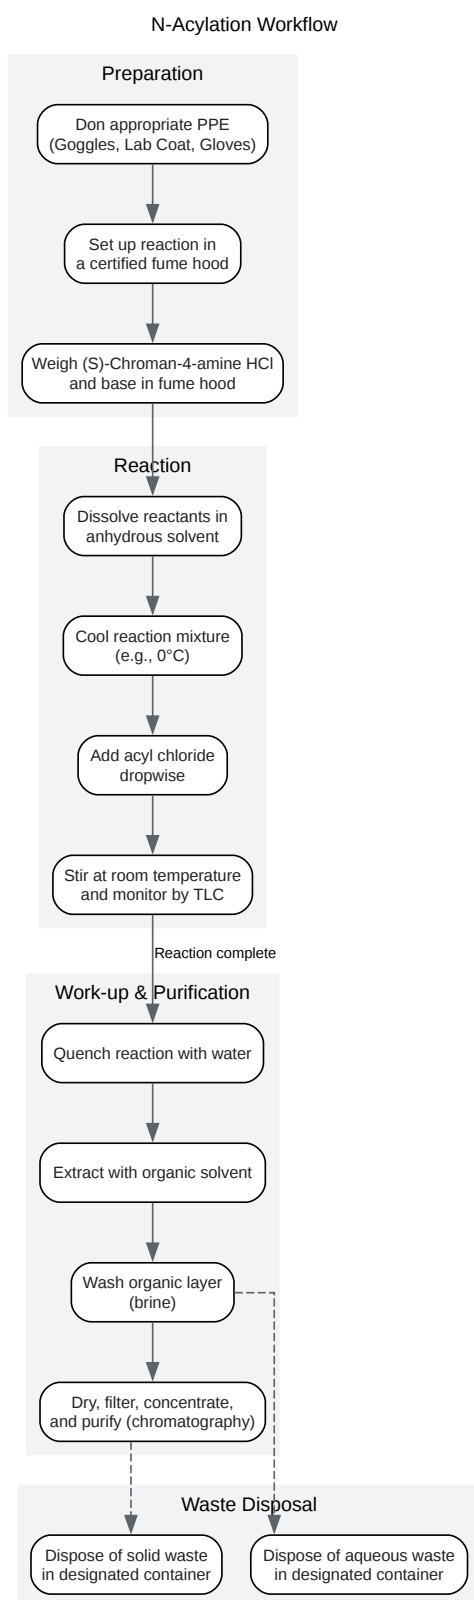 N-Acylation Workflow
Preparation
Don appropriate PPE
(Goggles, Lab Coat, Gloves)
Set up reaction in
a certified fume hood
Weigh (S)-Chroman-4-amine HCl
and base in fume hood
Reaction
Dissolve reactants in
anhydrous solvent
Cool reaction mixture
(e.g., 0°C)
Add acyl chloride
dropwise
Stir at room temperature
and monitor by TLC
Reaction complete
Work-up & Purification
Quench reaction with water
Extract with organic solvent
Wash organic layer
(brine)
Dry, filter, concentrate,
and purify (chromatography)
Waste Disposal
Dispose of solid waste
in designated container
Dispose of aqueous waste
in designated container